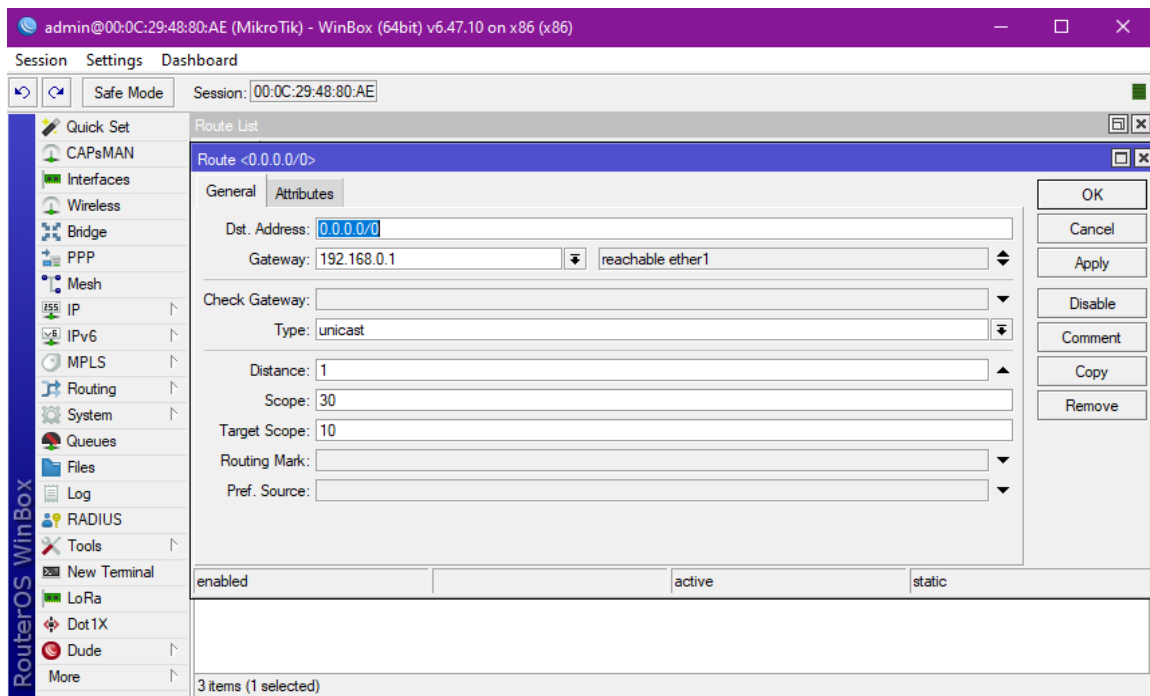 admin@00:0C:29:48:80:AE (MikroTik) - WinBox (64bit) v6.47.10 on x86 (x86)
Session Settings Dashboard
Safe Mode Session: 00:0C:29:48:80:AE
Quick Set
CAPsMAN
Interfaces
Wireless
Bridge
PPP
Mesh
IP
IPv6
MPLS
Routing
System
Queues
Files
Log
RADIUS
Tools
New Terminal
LoRa
Dot1X
Dude
More
RouterOS WinBox
Route List
Route <0.0.0.0/0>
General Attributes
Dst. Address: 0.0.0.0/0
Gateway: 192.168.0.1 reachable ether1
Check Gateway:
Type: unicast
Distance: 1
Scope: 30
Target Scope: 10
Routing Mark:
Pref. Source:
OK
Cancel
Apply
Disable
Comment
Copy
Remove
enabled active static
3 items (1 selected)